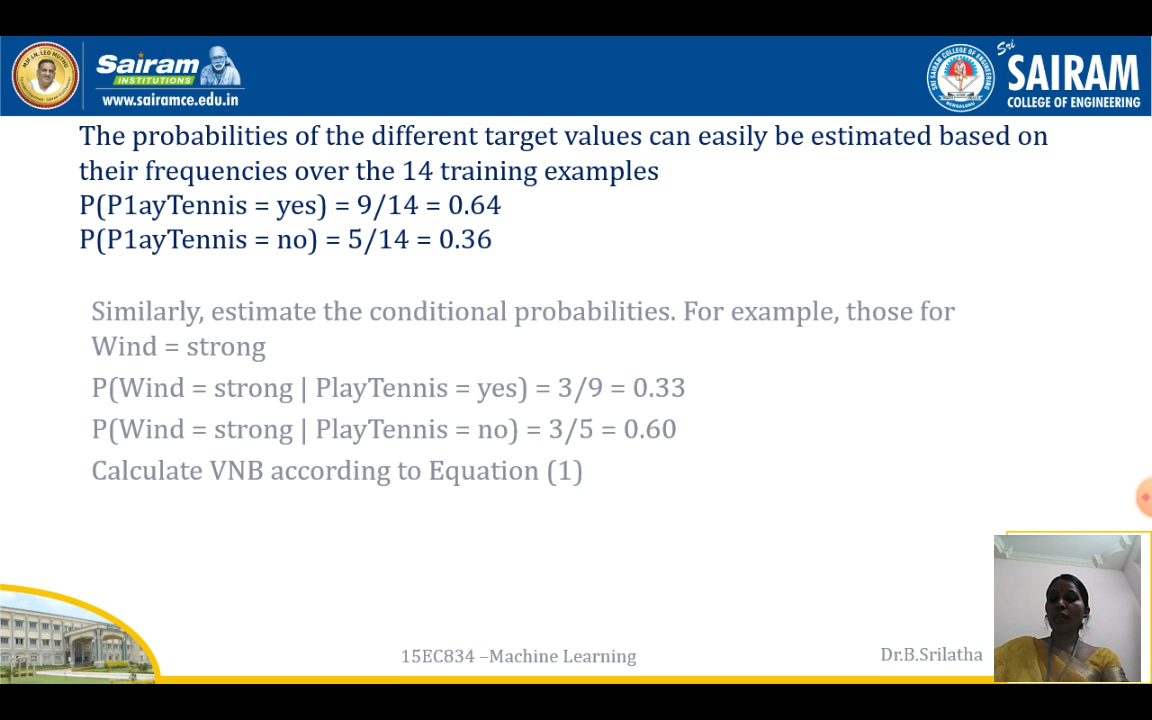 Sairam
INSTITUTIONS
www.sairamce.edu.in
Sri
SAIRAM
COLLEGE OF ENGINEERING
The probabilities of the different target values can easily be estimated based on
their frequencies over the 14 training examples
P(P1ayTennis = yes) = 9/14 = 0.64
P(P1ayTennis = no) = 5/14 = 0.36
Similarly, estimate the conditional probabilities. For example, those for
Wind = strong
P(Wind = strong | PlayTennis = yes) = 3/9 = 0.33
P(Wind = strong | PlayTennis = no) = 3/5 = 0.60
Calculate VNB according to Equation (1)
15EC834 –Machine Learning
Dr.B.Srilatha